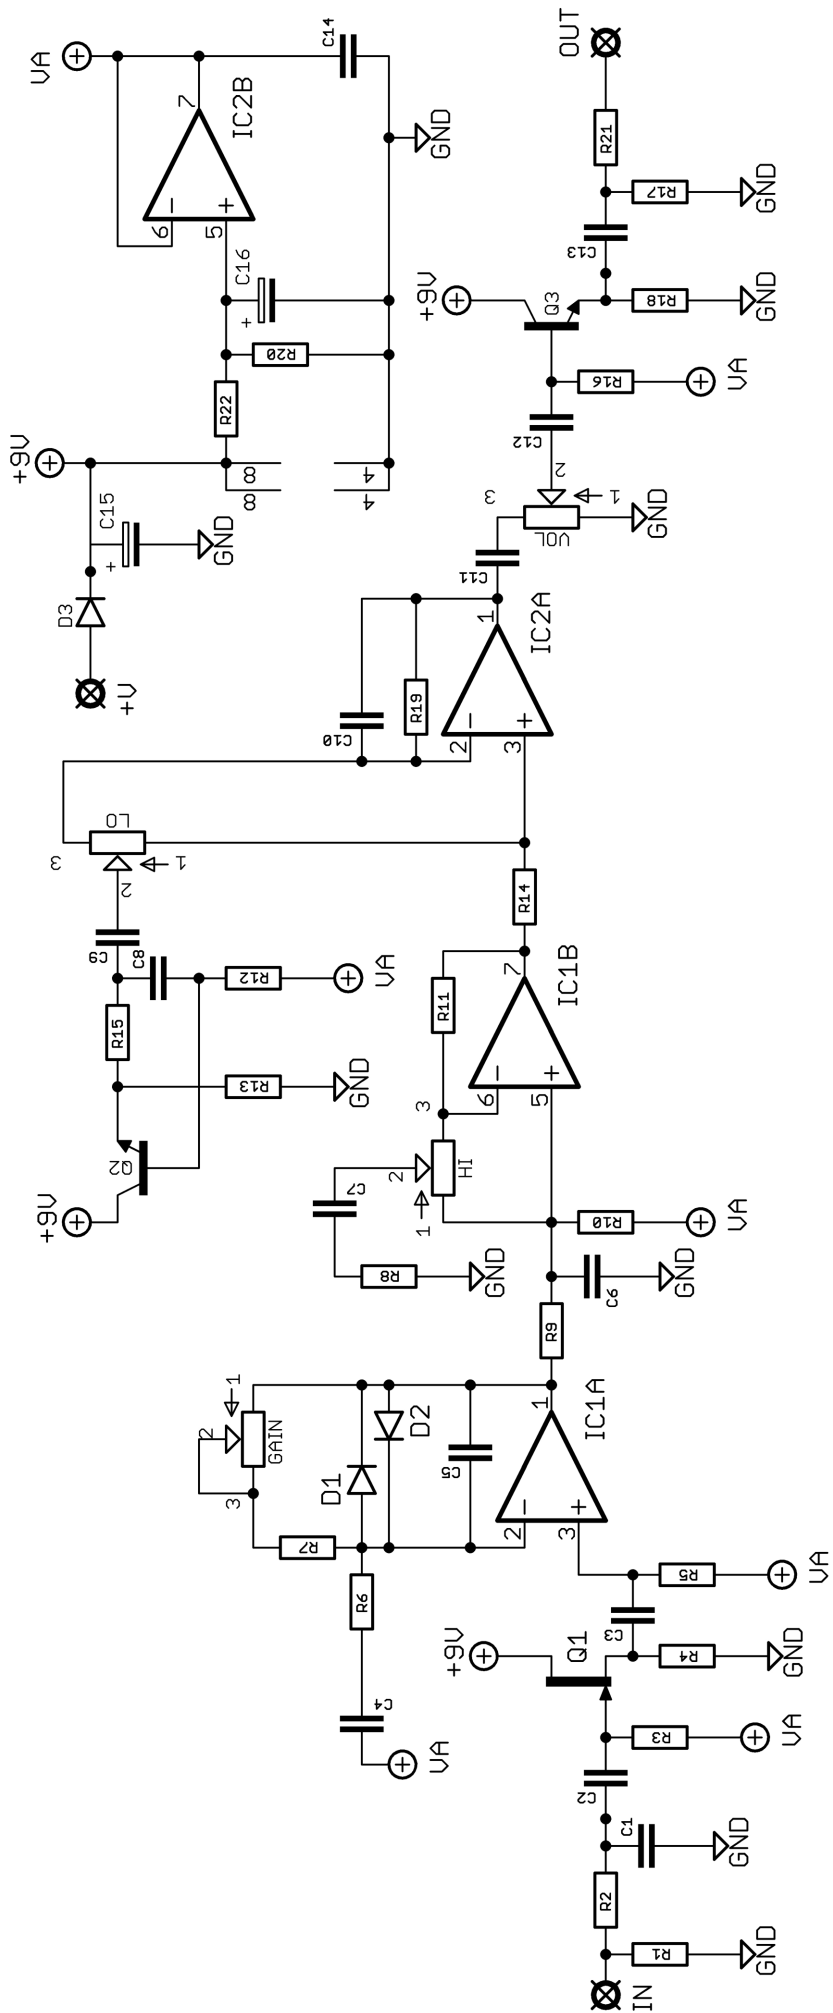 IN
R1
GND
R2
C1
GND
C2
R3
VA
+9V
Q1
R4
GND
C3
R5
VA
C4
VA
R6
R7
3
2
1
GAIN
D1
D2
C5
2
3
-
+
1
IC1A
R9
C6
GND
R10
VA
R8
GND
C7
1
2
3
HI
R11
6
5
-
+
7
IC1B
R14
+9V
Q2
R13
GND
R15
R12
VA
C8
C9
2
1
3
LO
C10
R19
2
3
-
+
1
IC2A
C11
3
2
1
VOL
GND
C12
R16
VA
+9V
Q3
R18
GND
C13
R17
GND
R21
OUT
+V
D3
+
C15
GND
+9V
8
8
4
4
R22
R20
+
C16
6
5
-
+
7
IC2B
VA
C14
GND